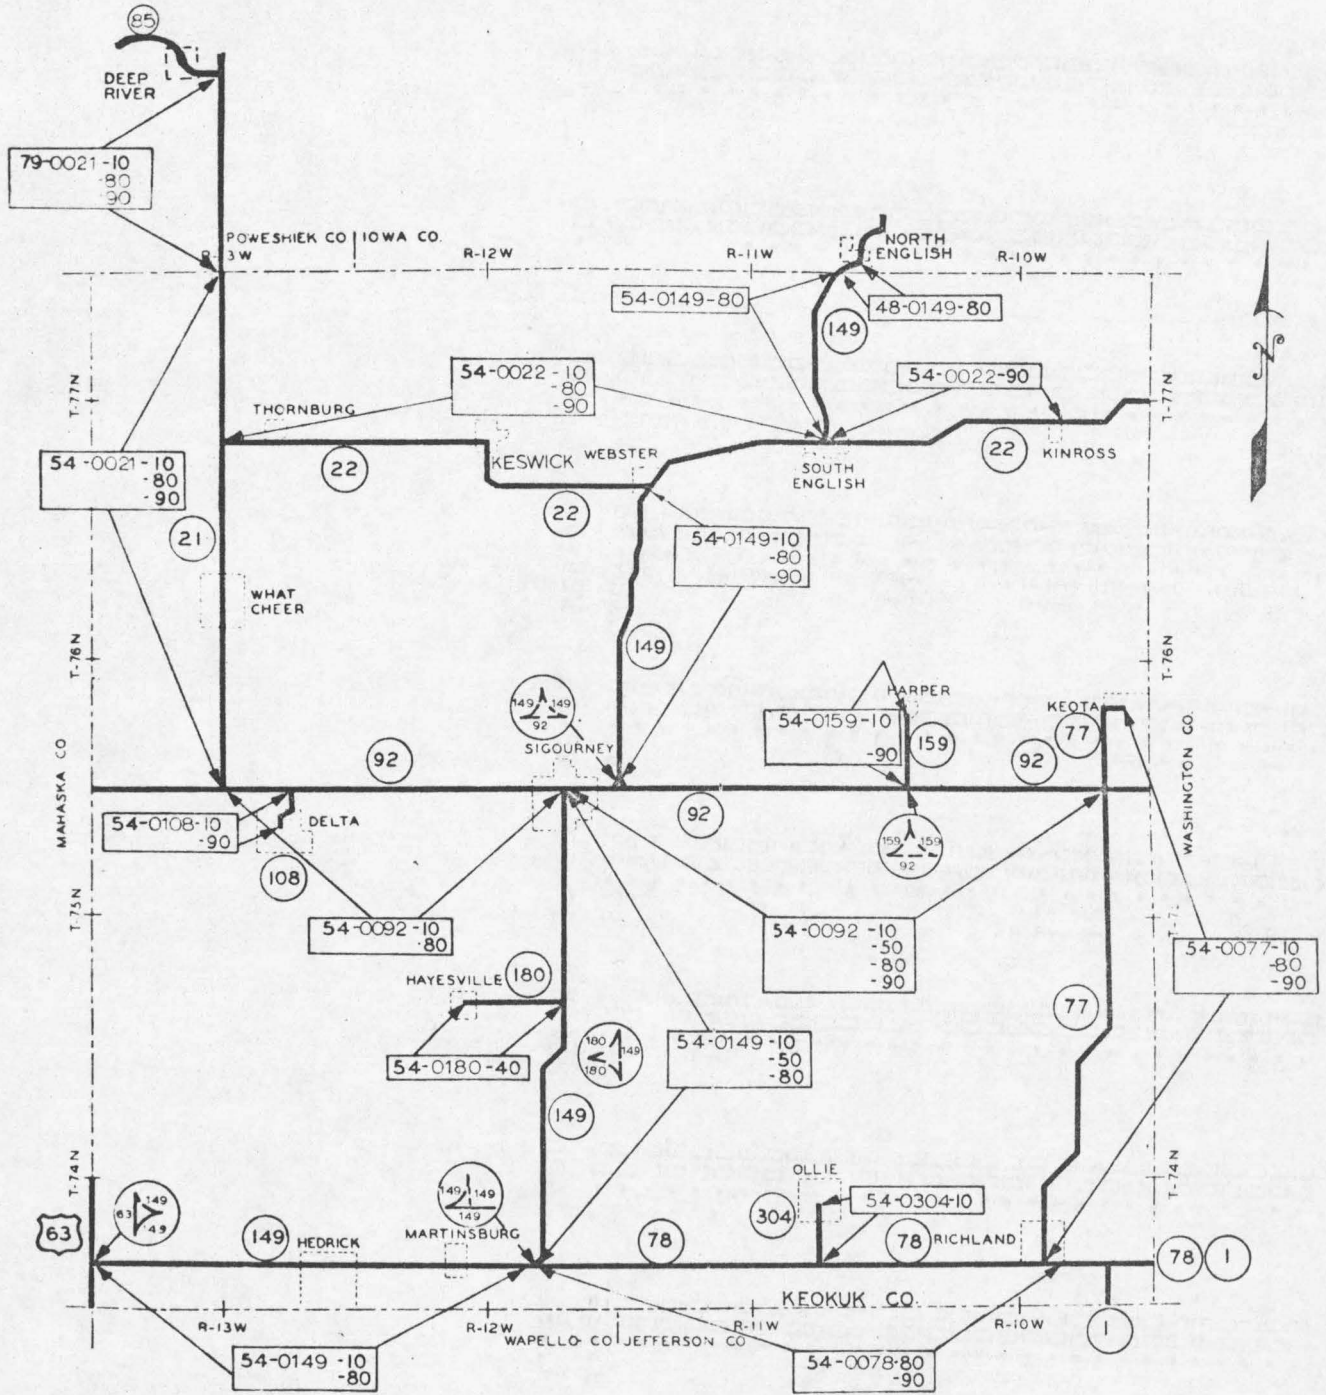 85
DEEP
RIVER
79-0021-10
-80
-90
POWESHIEK CO
IOWA CO.
R- 3W
R-12W
R-11W
R-10W
NORTH
ENGLISH
54-0149-80
48-0149-80
149
N
54-0022-10
-80
-90
54-0022-90
T-77N
T-77N
THORNBURG
22
KESWICK
WEBSTER
SOUTH
ENGLISH
22
KINROSS
54-0021-10
-80
-90
21
22
54-0149-10
-80
-90
WHAT
CHEER
149
T-76N
T-76N
149 149
92
SIGOURNEY
HARPER
54-0159-10
-90
159
KEOTA
77
92
92
92
MAHASKA CO
WASHINGTON CO.
54-0108-10
-90
DELTA
108
159 159
92
T-75N
T-7
54-0092-10
80
54-0092-10
-50
-80
-90
54-0077-10
-80
-90
HAYESVILLE
180
77
54-0180-40
180 149
180
54-0149-10
-50
-80
149
T-74N
T-74N
OLLIE
54-0304-10
304
149 149
149
63
149
63
149
149
HEDRICK
MARTINSBURG
78
78
RICHLAND
78
1
KEOKUK CO.
1
R-13W
R-12W
R-11W
R-10W
WAPELLO CO
JEFFERSON CO
54-0149-10
-80
54-0078-80
-90